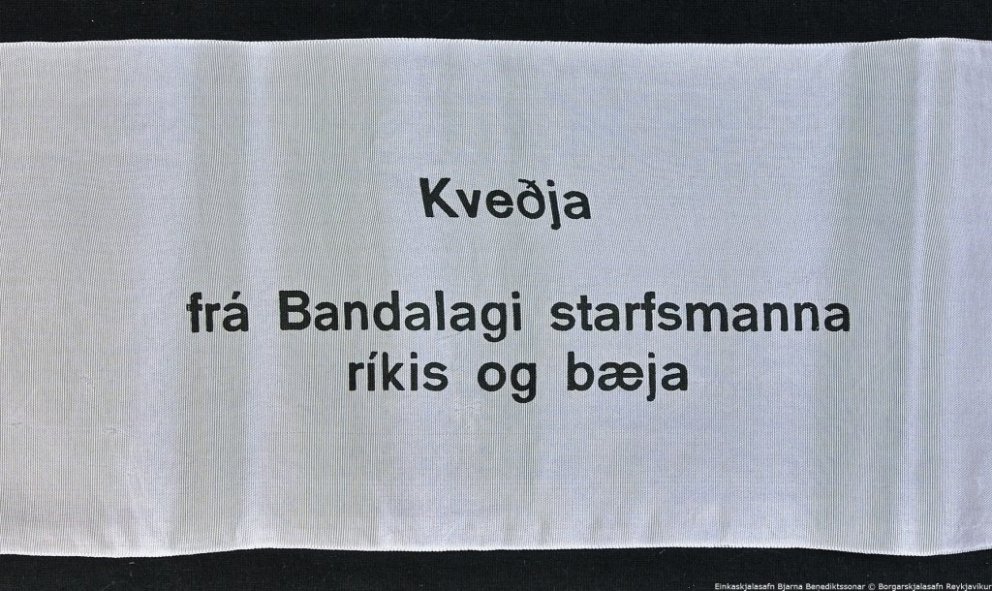 Kveðja
frá Bandalagi starfsmanna
ríkis og bæja
Einkaskjalasafn Bjarna Benediktssonar © Borgarskjalasafn Reykjavíkur